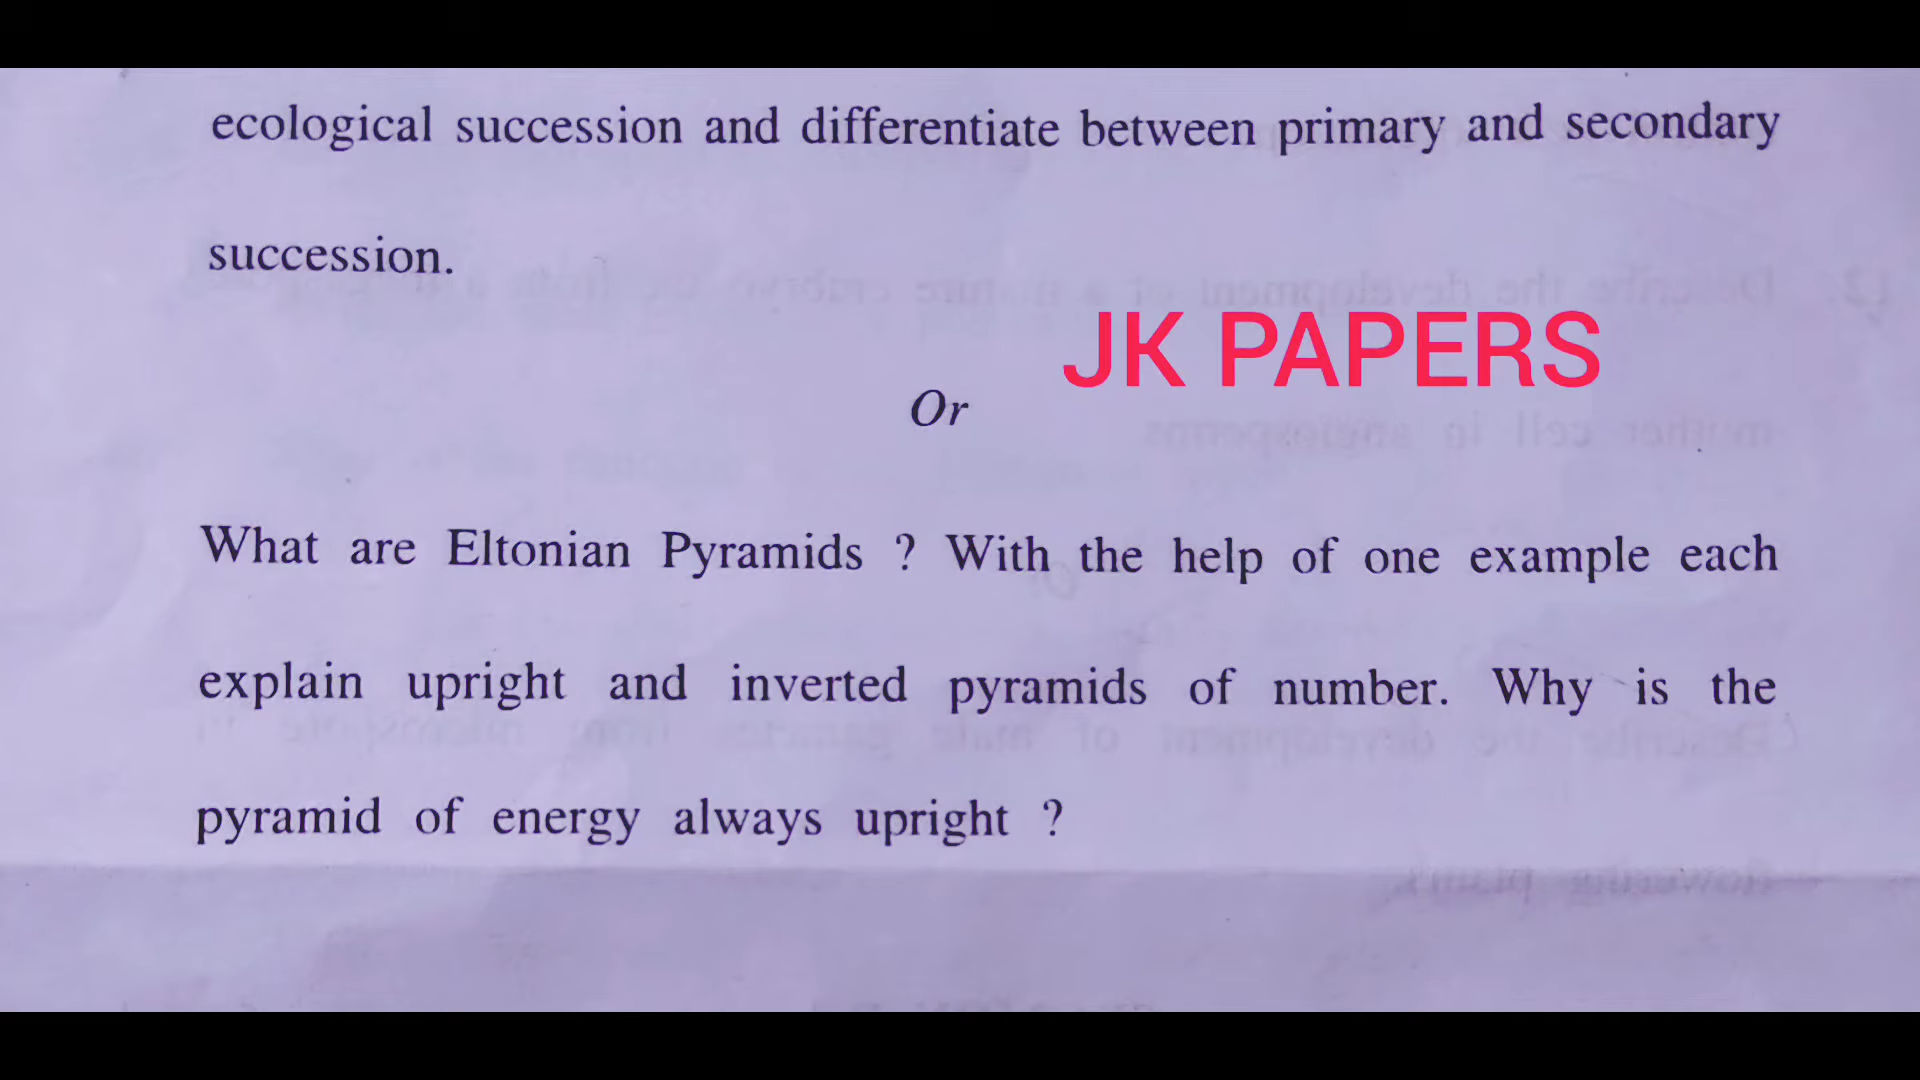 ecological succession and differentiate between primary and secondary
succession.
JK PAPERS
Or
What are Eltonian Pyramids ? With the help of one example each
explain upright and inverted pyramids of number. Why is the
pyramid of energy always upright ?